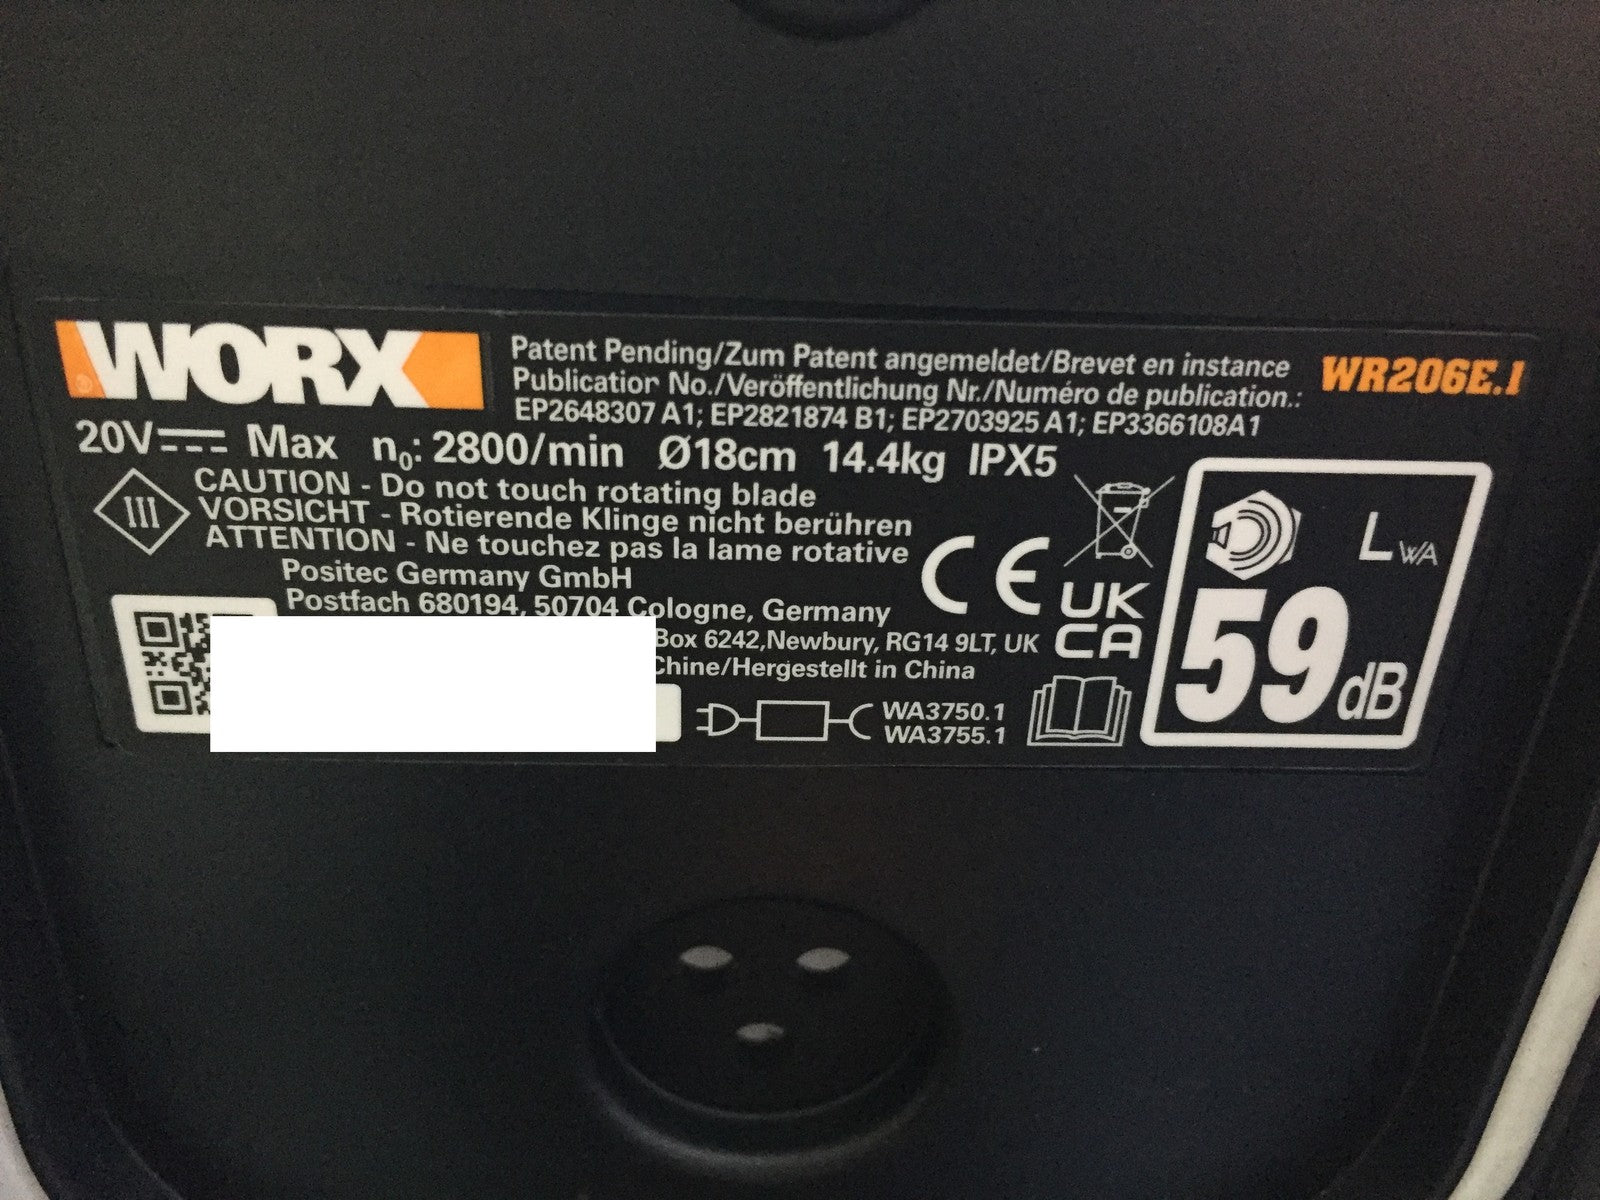 WORX
Patent Pending/Zum Patent angemeldet/Brevet en instance
Publication No./Veröffentlichung Nr./Numéro de publication.:
EP2648307 A1; EP2821874 B1; EP2703925 A1; EP3366108A1
WR206E.1
20V Max n0: 2800/min Ø18cm 14.4kg IPX5
III
CAUTION - Do not touch rotating blade
VORSICHT - Rotierende Klinge nicht berühren
ATTENTION - Ne touchez pas la lame rotative
Positec Germany GmbH
Postfach 680194, 50704 Cologne, Germany
Box 6242,Newbury, RG14 9LT, UK
Chine/Hergestellt in China
WA3750.1
WA3755.1
CE
UK
CA
LWA
59dB